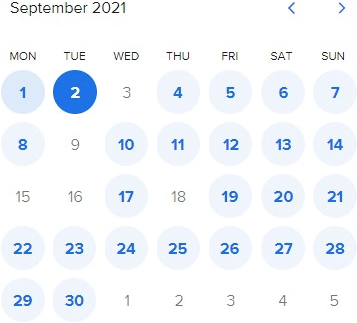 September 2021
MON TUE WED THU FRI SAT SUN
1 2 3 4 5 6 7
8 9 10 11 12 13 14
15 16 17 18 19 20 21
22 23 24 25 26 27 28
29 30 1 2 3 4 5